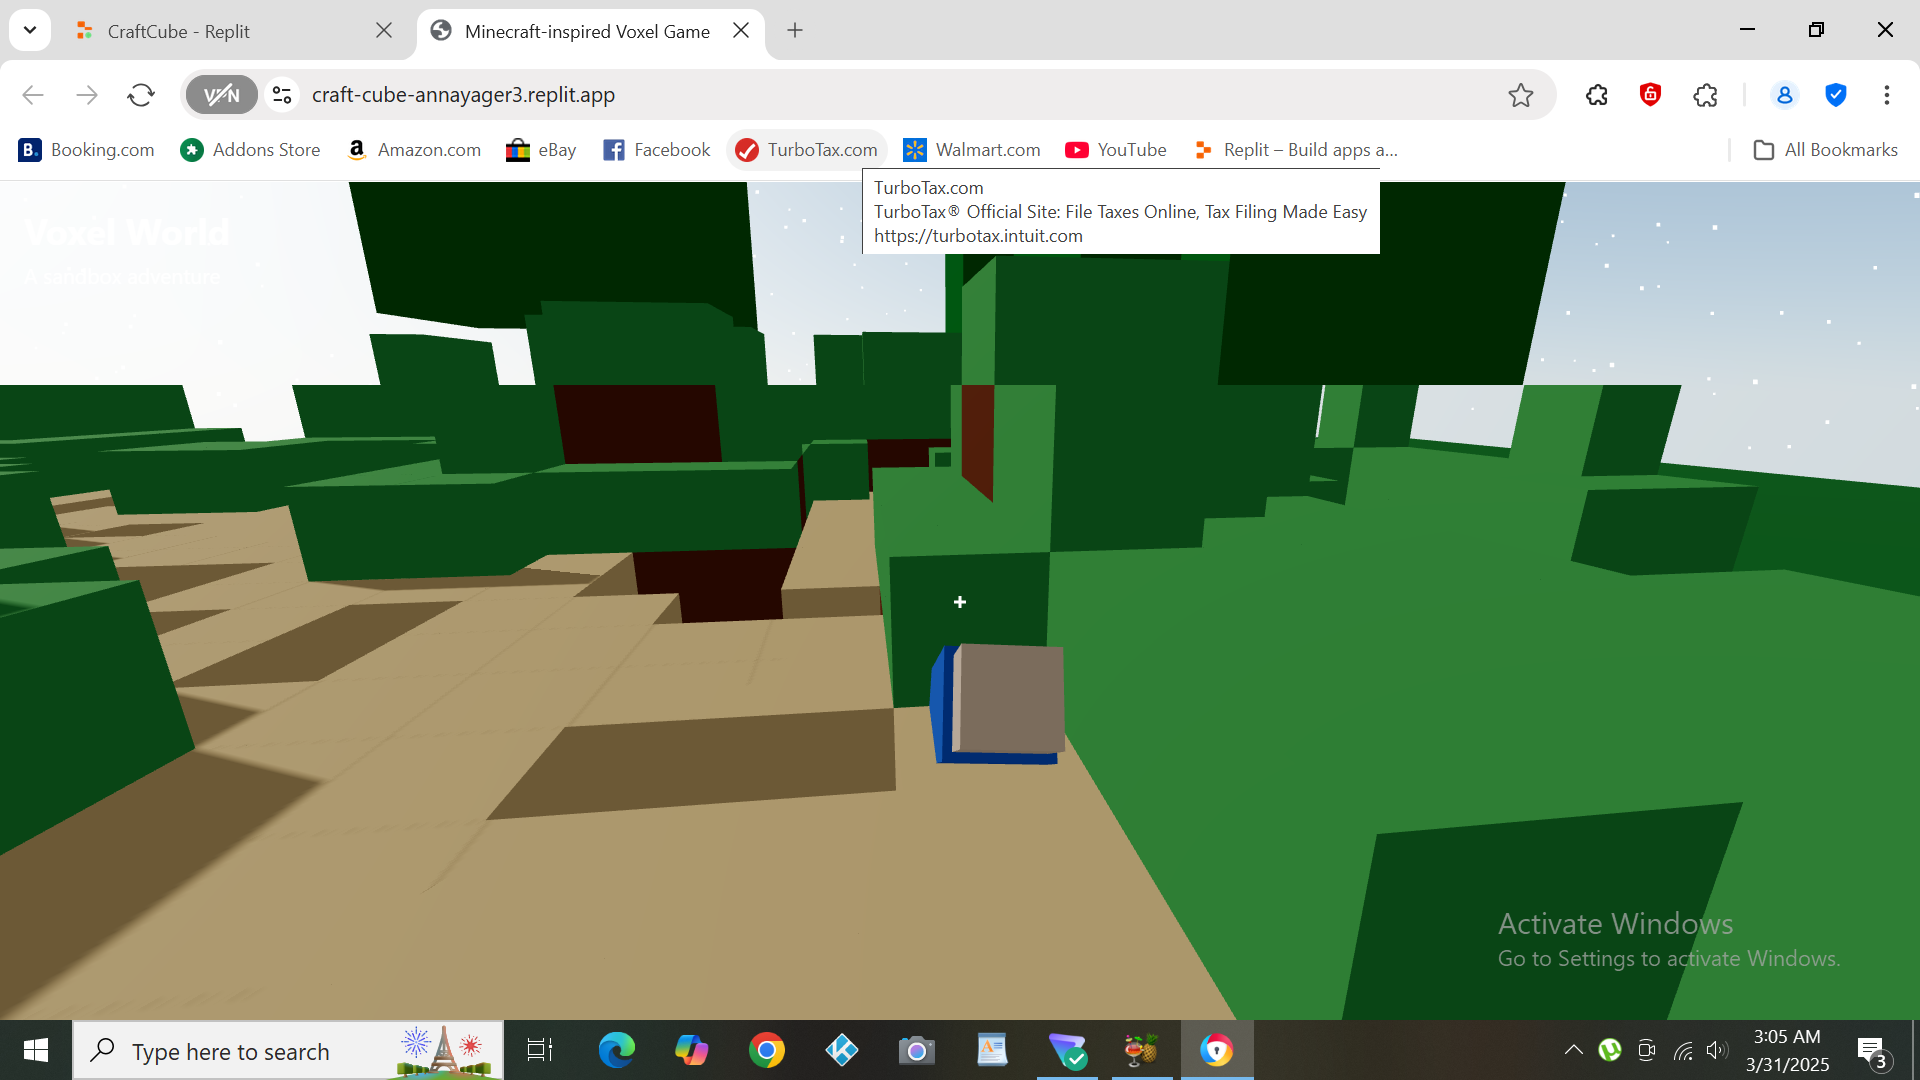 CraftCube - Replit
Minecraft-inspired Voxel Game
VPN
craft-cube-annayager3.replit.app
B. Booking.com
Addons Store
a Amazon.com
eBay
Facebook
TurboTax.com
Walmart.com
YouTube
Replit – Build apps a...
All Bookmarks
TurboTax.com
TurboTax® Official Site: File Taxes Online, Tax Filing Made Easy
https://turbotax.intuit.com
Voxel World
A sandbox adventure
Activate Windows
Go to Settings to activate Windows.
Type here to search
3:05 AM
3/31/2025
3